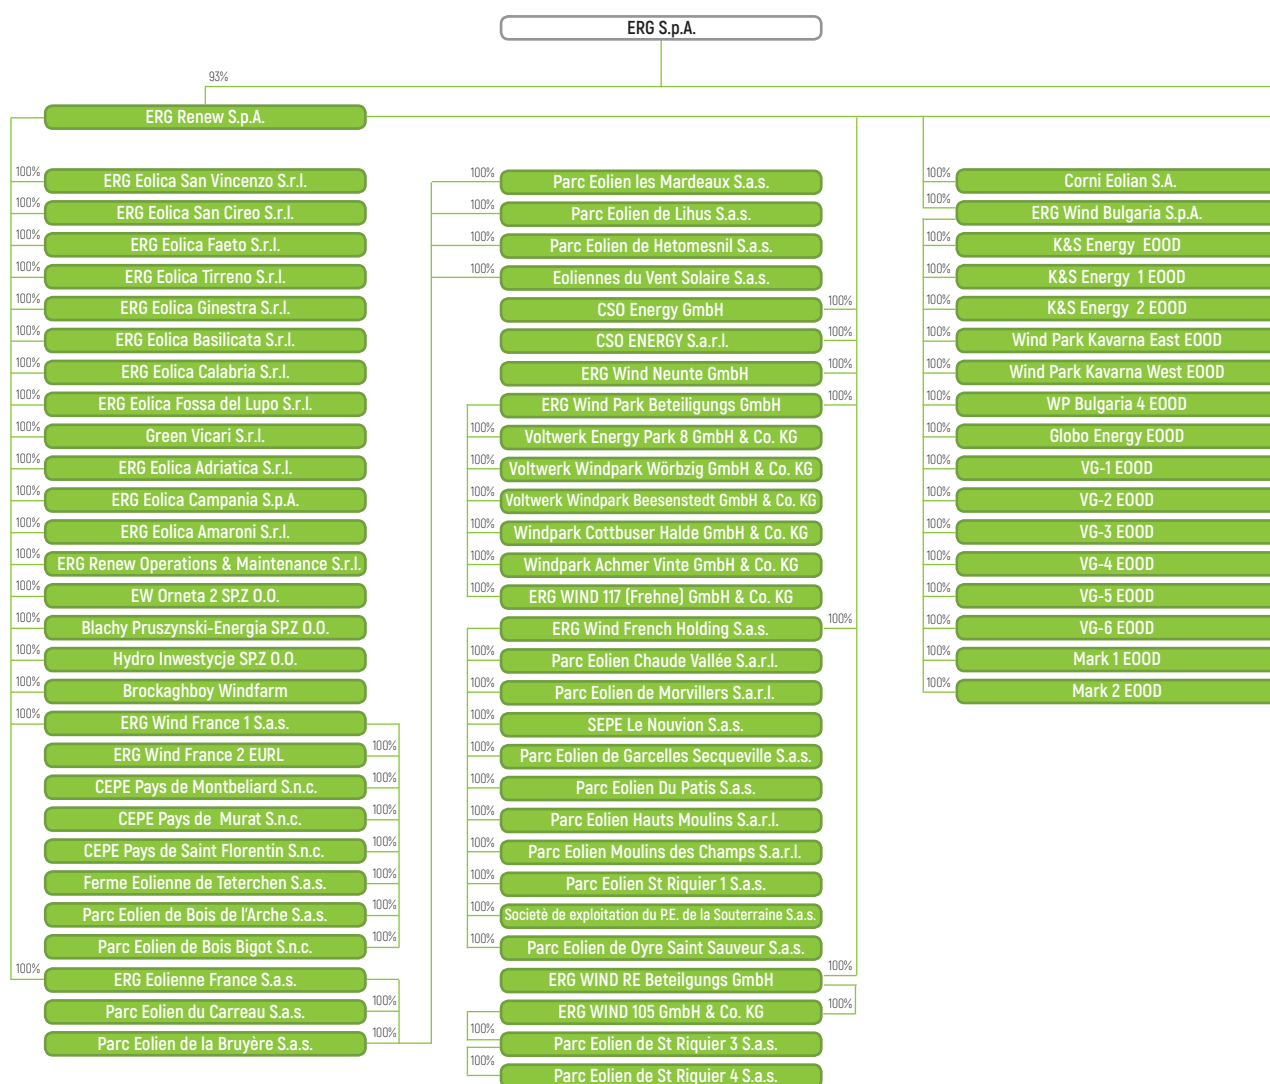 ERG S.p.A.
93%
ERG Renew S.p.A.
100% ERG Eolica San Vincenzo S.r.l.
100% ERG Eolica San Cireo S.r.l.
100% ERG Eolica Faeto S.r.l.
100% ERG Eolica Tirreno S.r.l.
100% ERG Eolica Ginestra S.r.l.
100% ERG Eolica Basilicata S.r.l.
100% ERG Eolica Calabria S.r.l.
100% ERG Eolica Fossa del Lupo S.r.l.
100% Green Vicari S.r.l.
100% ERG Eolica Adriatica S.r.l.
100% ERG Eolica Campania S.p.A.
100% ERG Eolica Amaroni S.r.l.
100% ERG Renew Operations & Maintenance S.r.l.
100% EW Orneta 2 SP.Z O.O.
100% Blachy Pruszynski-Energia SP.Z O.O.
100% Hydro Inwestycje SP.Z O.O.
100% Brockaghboy Windfarm
100% ERG Wind France 1 S.a.s.
ERG Wind France 2 EURL 100%
CEPE Pays de Montbeliard S.n.c. 100%
CEPE Pays de Murat S.n.c. 100%
CEPE Pays de Saint Florentin S.n.c. 100%
Ferme Eolienne de Teterchen S.a.s. 100%
Parc Eolien de Bois de l'Arche S.a.s. 100%
Parc Eolien de Bois Bigot S.n.c. 100%
100% ERG Eolienne France S.a.s.
Parc Eolien du Carreau S.a.s. 100%
Parc Eolien de la Bruyère S.a.s. 100%
100% Parc Eolien les Mardeaux S.a.s.
100% Parc Eolien de Lihus S.a.s.
100% Parc Eolien de Hetomesnil S.a.s.
100% Eoliennes du Vent Solaire S.a.s.
CSO Energy GmbH 100%
CSO ENERGY S.a.r.l. 100%
ERG Wind Neunte GmbH 100%
ERG Wind Park Beteiligungs GmbH 100%
100% Voltwerk Energy Park 8 GmbH & Co. KG
100% Voltwerk Windpark Wörbzig GmbH & Co. KG
100% Voltwerk Windpark Beesenstedt GmbH & Co. KG
100% Windpark Cottbuser Halde GmbH & Co. KG
100% Windpark Achmer Vinte GmbH & Co. KG
100% ERG WIND 117 (Frehne) GmbH & Co. KG
ERG Wind French Holding S.a.s. 100%
100% Parc Eolien Chaude Vallée S.a.r.l.
100% Parc Eolien de Morvillers S.a.r.l.
100% SEPE Le Nouvion S.a.s.
100% Parc Eolien de Garcelles Secqueville S.a.s.
100% Parc Eolien Du Patis S.a.s.
100% Parc Eolien Hauts Moulins S.a.r.l.
100% Parc Eolien Moulins des Champs S.a.r.l.
100% Parc Eolien St Riquier 1 S.a.s.
100% Societè de exploitation du P.E. de la Souterraine S.a.s.
100% Parc Eolien de Oyre Saint Sauveur S.a.s.
ERG WIND RE Beteilgungs GmbH 100%
ERG WIND 105 GmbH & Co. KG 100%
100% Parc Eolien de St Riquier 3 S.a.s.
100% Parc Eolien de St Riquier 4 S.a.s.
100% Corni Eolian S.A.
100% ERG Wind Bulgaria S.p.A.
100% K&S Energy EOOD
100% K&S Energy 1 EOOD
100% K&S Energy 2 EOOD
100% Wind Park Kavarna East EOOD
100% Wind Park Kavarna West EOOD
100% WP Bulgaria 4 EOOD
100% Globo Energy EOOD
100% VG-1 EOOD
100% VG-2 EOOD
100% VG-3 EOOD
100% VG-4 EOOD
100% VG-5 EOOD
100% VG-6 EOOD
100% Mark 1 EOOD
100% Mark 2 EOOD